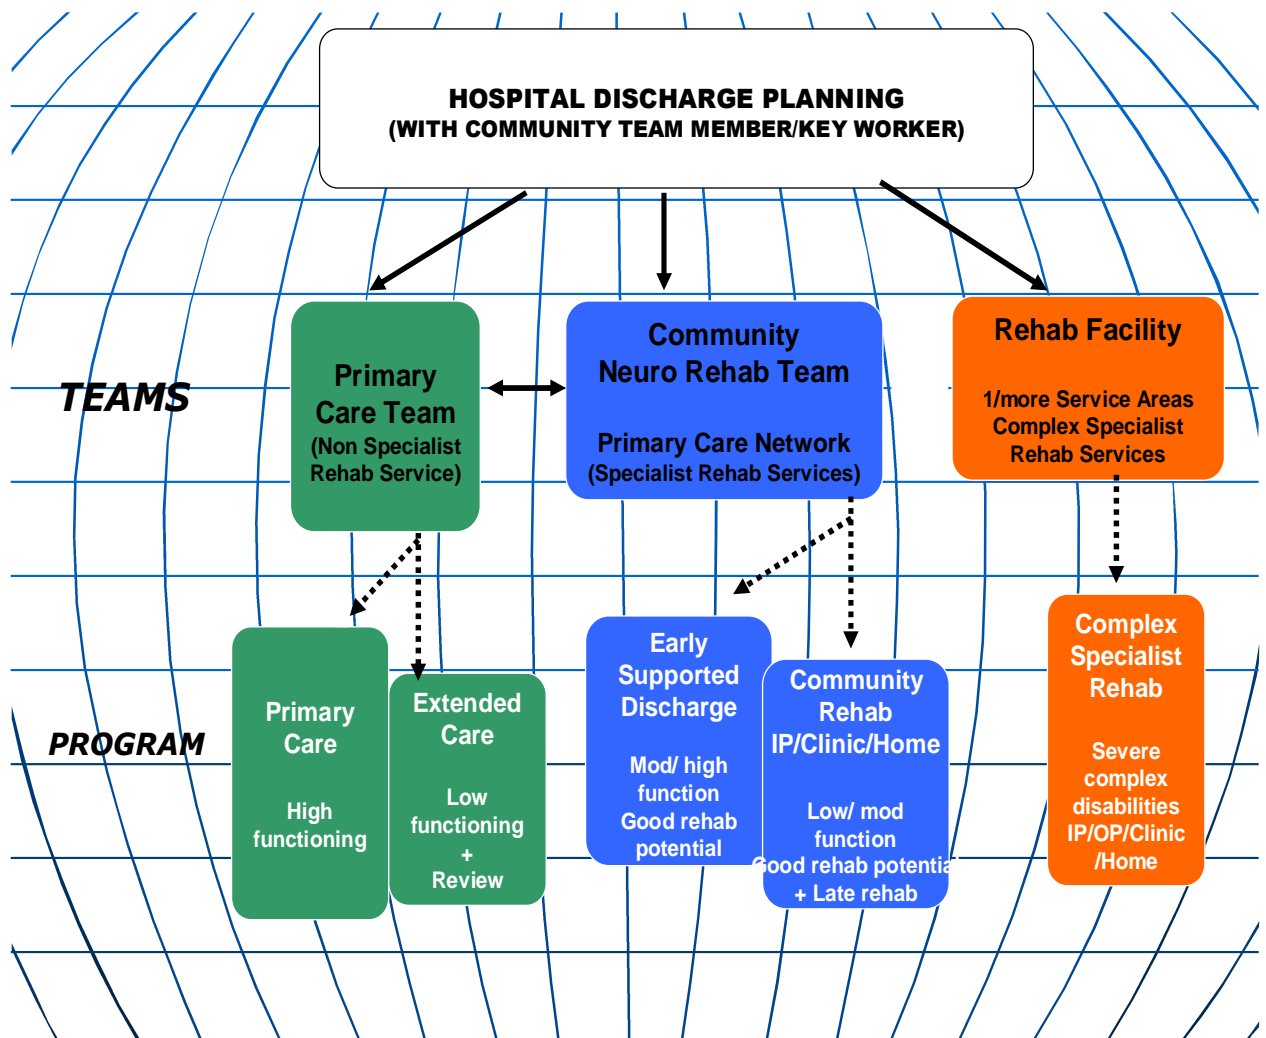 HOSPITAL DISCHARGE PLANNING
(WITH COMMUNITY TEAM MEMBER/KEY WORKER)
TEAMS
Primary
Care Team
(Non Specialist
Rehab Service)
Community
Neuro Rehab Team
Primary Care Network
(Specialist Rehab Services)
Rehab Facility
1/more Service Areas
Complex Specialist
Rehab Services
PROGRAM
Primary
Care
High
functioning
Extended
Care
Low
functioning
+
Review
Early
Supported
Discharge
Mod/ high
function
Good rehab
potential
Community
Rehab
IP/Clinic/Home
Low/ mod
function
Good rehab potential
+ Late rehab
Complex
Specialist
Rehab
Severe
complex
disabilities
IP/OP/Clinic
/Home